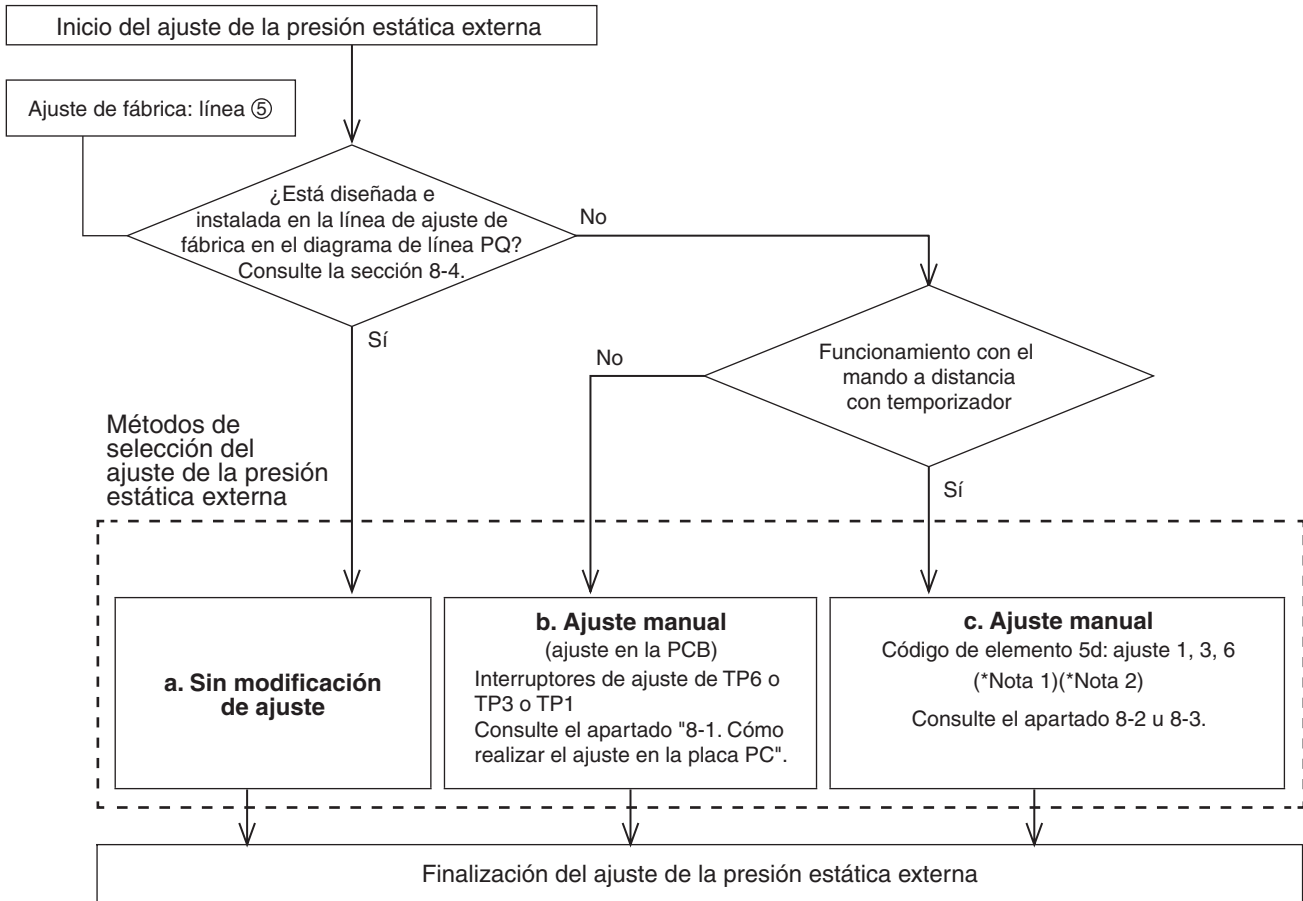 Inicio del ajuste de la presión estática externa
Ajuste de fábrica: línea ⑤
¿Está diseñada e
instalada en la línea de ajuste de
fábrica en el diagrama de línea PQ?
Consulte la sección 8-4.
No
Sí
Funcionamiento con el
mando a distancia
con temporizador
No
Sí
Métodos de
selección del
ajuste de la presión
estática externa
a. Sin modificación
de ajuste
b. Ajuste manual
(ajuste en la PCB)
Interruptores de ajuste de TP6 o
TP3 o TP1
Consulte el apartado "8-1. Cómo
realizar el ajuste en la placa PC".
c. Ajuste manual
Código de elemento 5d: ajuste 1, 3, 6
(*Nota 1)(*Nota 2)
Consulte el apartado 8-2 u 8-3.
Finalización del ajuste de la presión estática externa